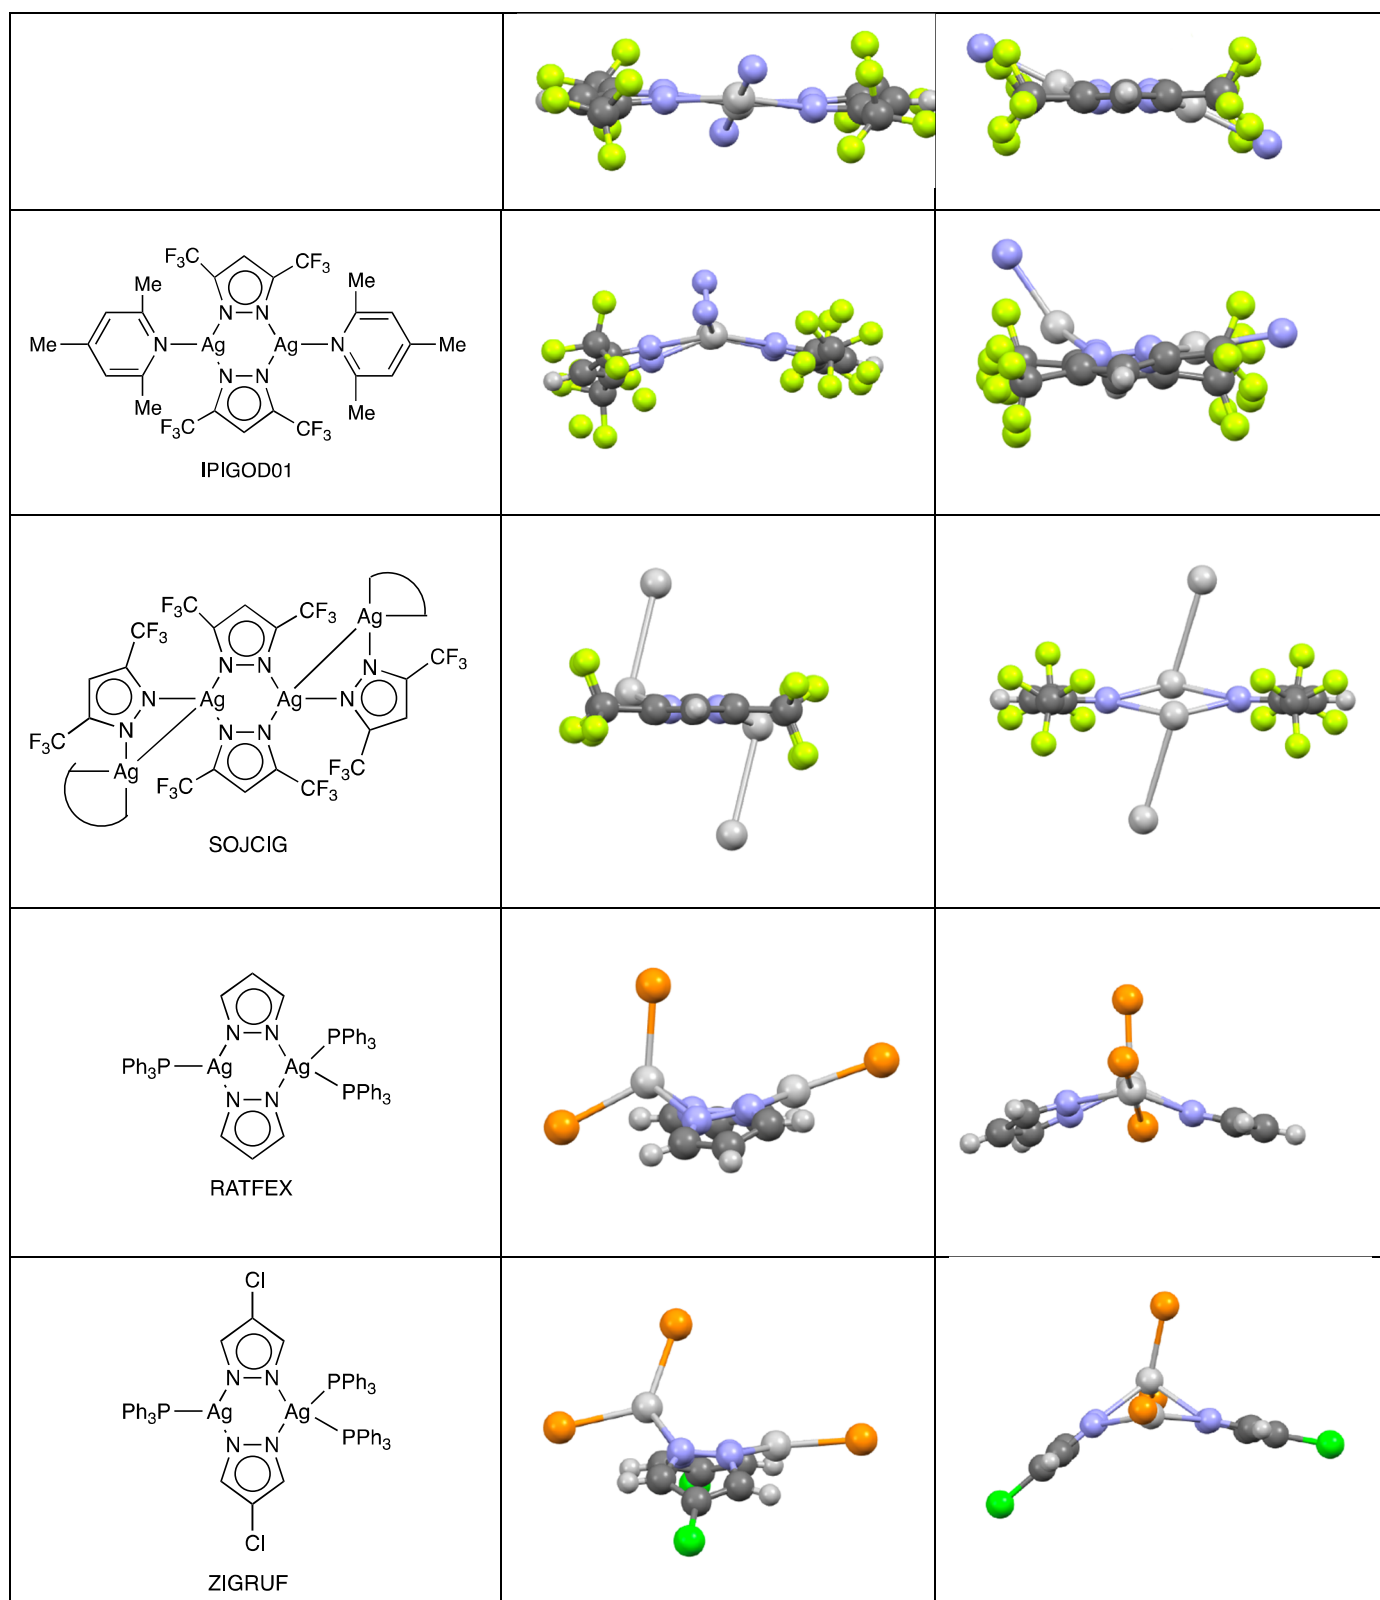 F₃C CF₃
Me Me
N N
Me N Ag Ag N Me
N N
Me Me
F₃C CF₃
IPIGOD01
Ag
F₃C CF₃
CF₃
N N N CF₃
N Ag Ag N
F₃C N N N
Ag F₃C CF₃ CF₃
SOJCIG
N N PPh₃
Ph₃P Ag Ag
N N PPh₃
RATFEX
Cl
N N PPh₃
Ph₃P Ag Ag
N N PPh₃
Cl
ZIGRUF